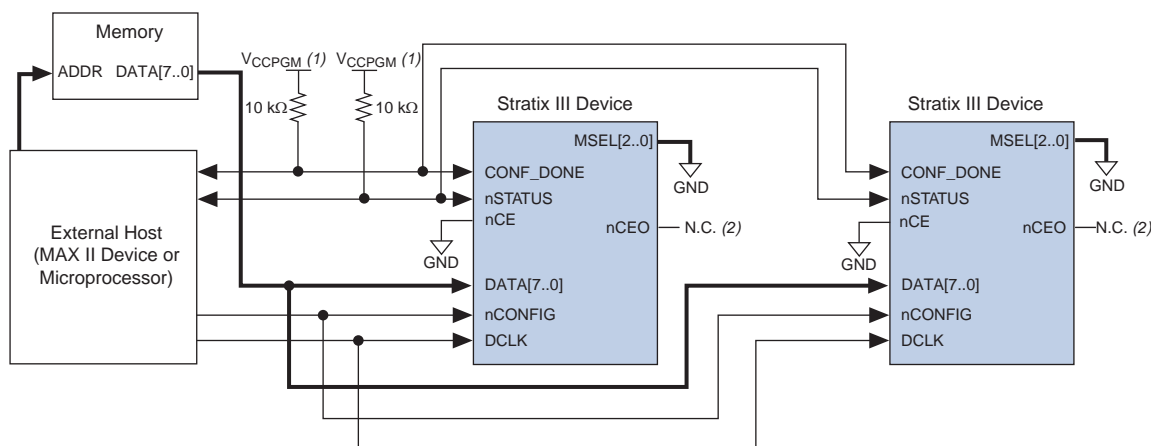 Memory
ADDR DATA[7..0]
VCCPGM (1) VCCPGM (1)
10 kΩ 10 kΩ
External Host
(MAX II Device or
Microprocessor)
Stratix III Device
MSEL[2..0]
GND
CONF_DONE
nSTATUS
nCE
GND
nCEO N.C. (2)
DATA[7..0]
nCONFIG
DCLK
Stratix III Device
MSEL[2..0]
GND
CONF_DONE
nSTATUS
nCE
GND
nCEO N.C. (2)
DATA[7..0]
nCONFIG
DCLK